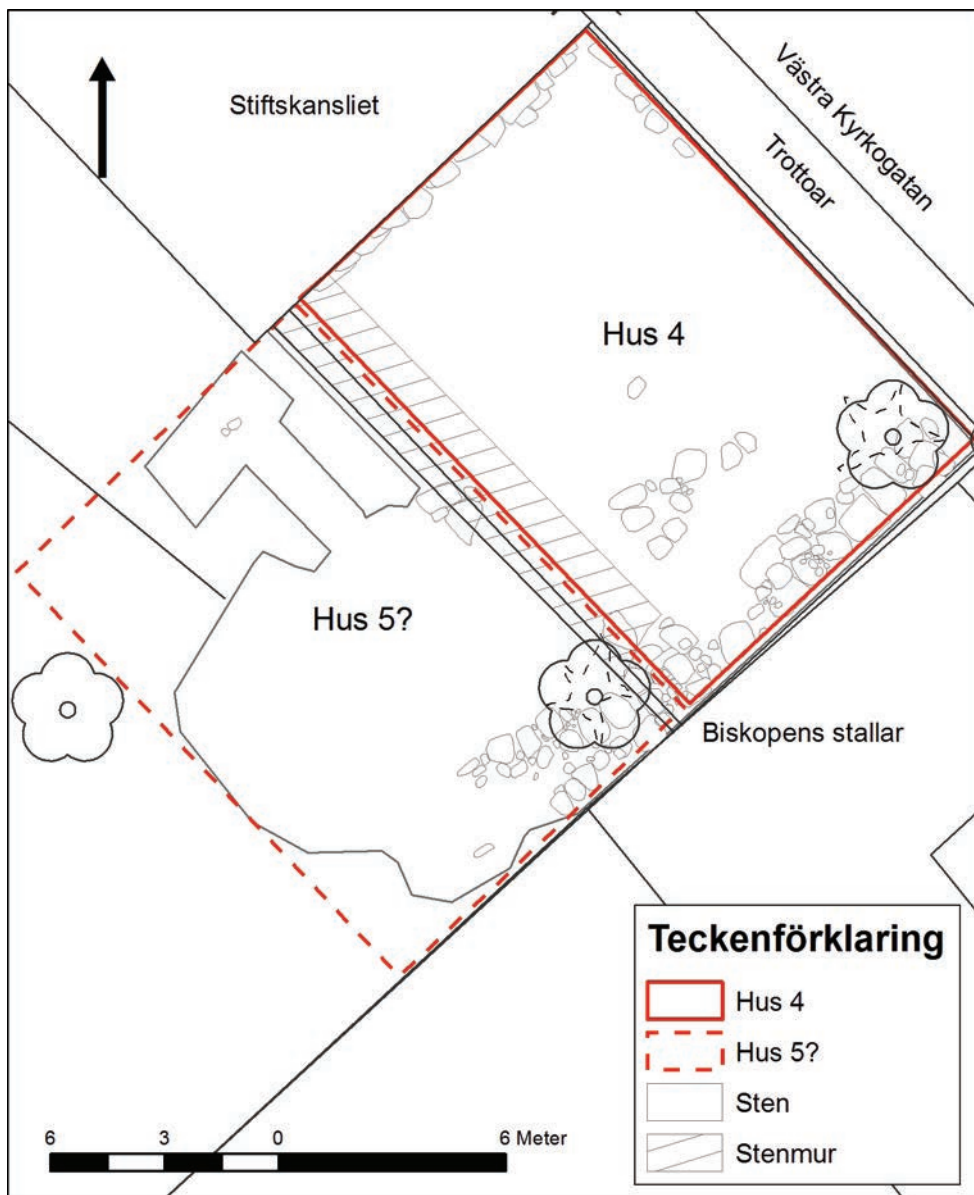 Stiftskansliet
Västra Kyrkogatan
Trottoar
Hus 4
Hus 5?
Biskopens stallar
Teckenförklaring
Hus 4
Hus 5?
Sten
Stenmur
6 3 0 6 Meter